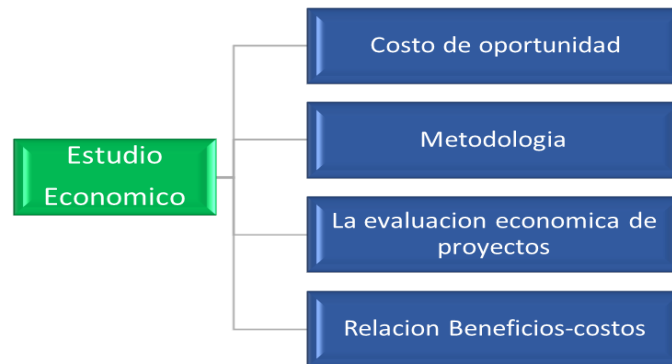 Estudio
Economico
Costo de oportunidad
Metodologia
La evaluacion economica de
proyectos
Relacion Beneficios-costos